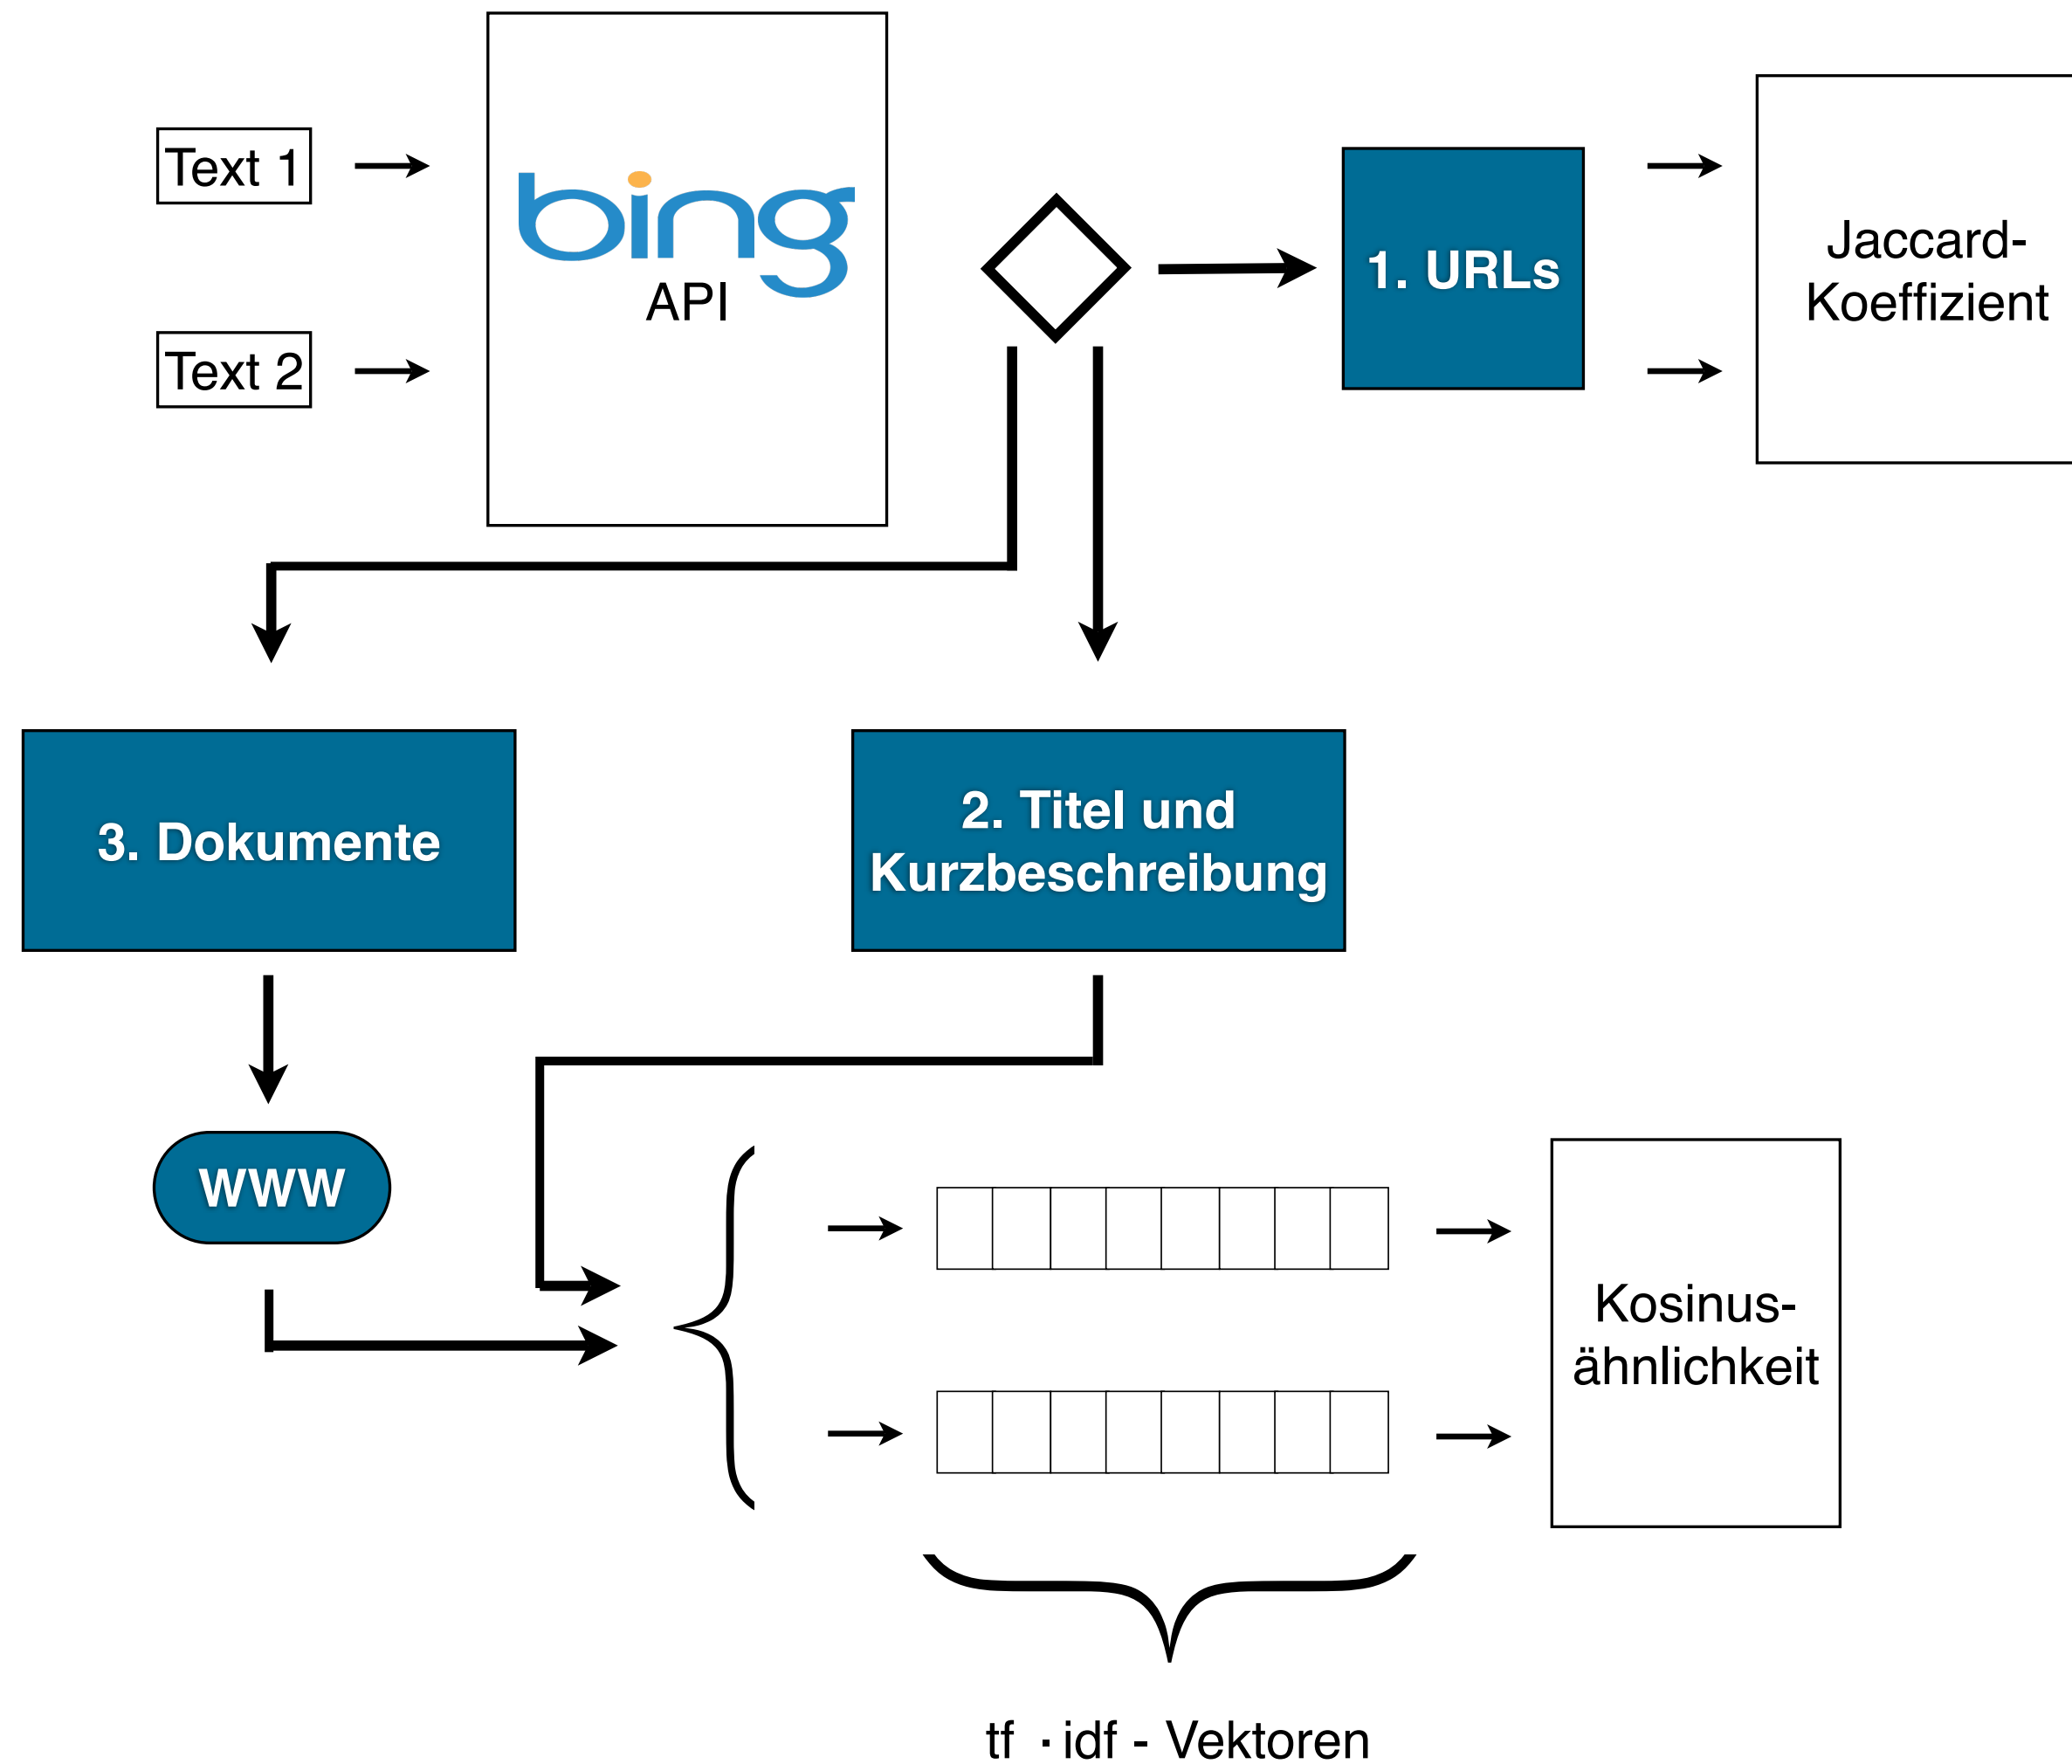 Text 1
Text 2
bing
API
1. URLs
Jaccard-
Koeffizient
3. Dokumente
2. Titel und
Kurzbeschreibung
WWW
Kosinus-
ähnlichkeit
tf · idf - Vektoren